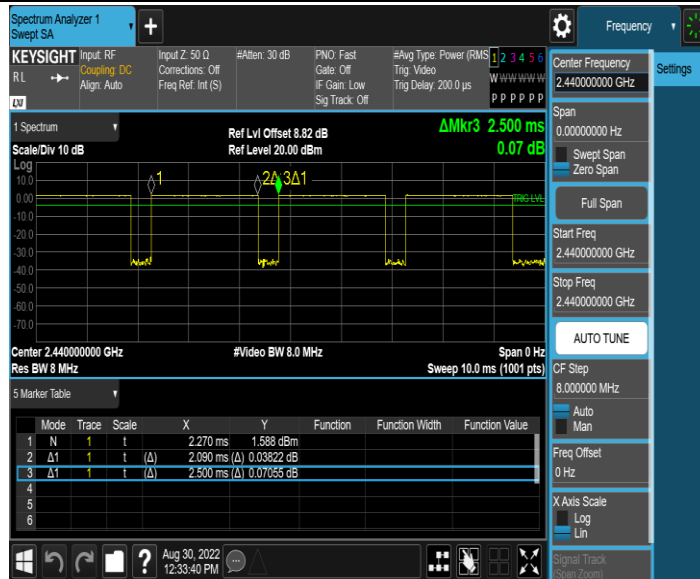 Spectrum Analyzer 1
Swept SA
Frequency
KEYSIGHT
RL
Input: RF
Coupling: DC
Align: Auto
Input Z: 50 Ω
Corrections: Off
Freq Ref: Int (S)
#Atten: 30 dB
PNO: Fast
Gate: Off
IF Gain: Low
Sig Track: Off
#Avg Type: Power (RMS
Trig: Video
Trig Delay: 200.0 µs
1 2 3 4 5 6
W W W W W W
P P P P P P
LXI
1 Spectrum
Scale/Div 10 dB
Ref Lvl Offset 8.82 dB
Ref Level 20.00 dBm
ΔMkr3 2.500 ms
0.07 dB
Log
10.0
0.00
-10.0
-20.0
-30.0
-40.0
-50.0
-60.0
-70.0
1
2Δ 3Δ1
TRIG LVL
Center 2.440000000 GHz
#Video BW 8.0 MHz
Span 0 Hz
Res BW 8 MHz
Sweep 10.0 ms (1001 pts)
5 Marker Table
Mode Trace Scale X Y Function Function Width Function Value
1 N 1 t 2.270 ms 1.588 dBm
2 Δ1 1 t (Δ) 2.090 ms (Δ) 0.03822 dB
3 Δ1 1 t (Δ) 2.500 ms (Δ) 0.07055 dB
4
5
6
Aug 30, 2022
12:33:40 PM
Center Frequency
2.440000000 GHz
Settings
Span
0.00000000 Hz
Swept Span
Zero Span
Full Span
Start Freq
2.440000000 GHz
Stop Freq
2.440000000 GHz
AUTO TUNE
CF Step
8.000000 MHz
Auto
Man
Freq Offset
0 Hz
X Axis Scale
Log
Lin
Signal Track
(Span Zoom)